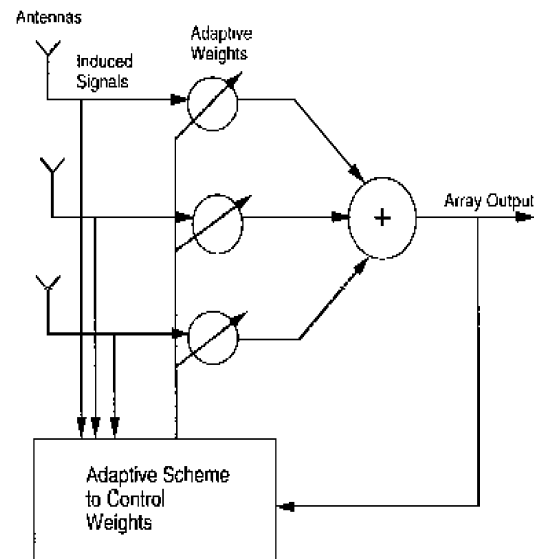 Antennas
Induced
Signals
Adaptive
Weights
+
Array Output
Adaptive Scheme
to Control
Weights